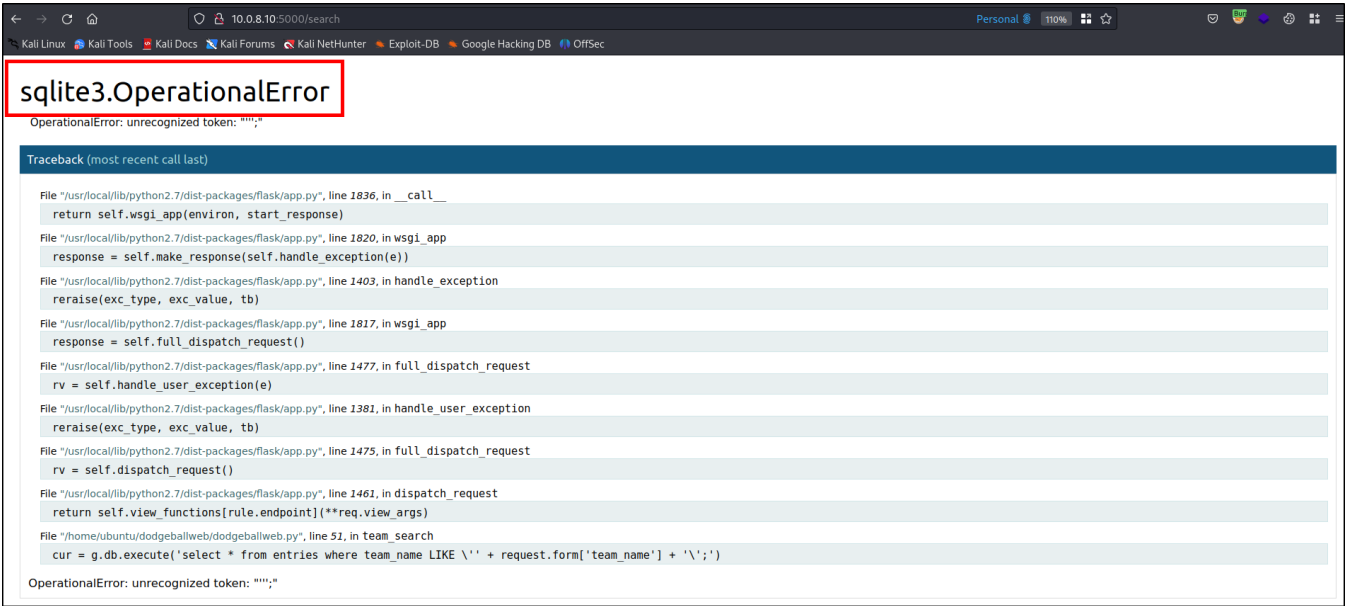 10.0.8.10:5000/search Personal 110%
Kali Linux Kali Tools Kali Docs Kali Forums Kali NetHunter Exploit-DB Google Hacking DB OffSec
sqlite3.OperationalError
OperationalError: unrecognized token: "''';"
Traceback (most recent call last)
File "/usr/local/lib/python2.7/dist-packages/flask/app.py", line 1836, in __call__
return self.wsgi_app(environ, start_response)
File "/usr/local/lib/python2.7/dist-packages/flask/app.py", line 1820, in wsgi_app
response = self.make_response(self.handle_exception(e))
File "/usr/local/lib/python2.7/dist-packages/flask/app.py", line 1403, in handle_exception
reraise(exc_type, exc_value, tb)
File "/usr/local/lib/python2.7/dist-packages/flask/app.py", line 1817, in wsgi_app
response = self.full_dispatch_request()
File "/usr/local/lib/python2.7/dist-packages/flask/app.py", line 1477, in full_dispatch_request
rv = self.handle_user_exception(e)
File "/usr/local/lib/python2.7/dist-packages/flask/app.py", line 1381, in handle_user_exception
reraise(exc_type, exc_value, tb)
File "/usr/local/lib/python2.7/dist-packages/flask/app.py", line 1475, in full_dispatch_request
rv = self.dispatch_request()
File "/usr/local/lib/python2.7/dist-packages/flask/app.py", line 1461, in dispatch_request
return self.view_functions[rule.endpoint](**req.view_args)
File "/home/ubuntu/dodgeballweb/dodgeballweb.py", line 51, in team_search
cur = g.db.execute('select * from entries where team_name LIKE \'' + request.form['team_name'] + '\';')
OperationalError: unrecognized token: "''';"